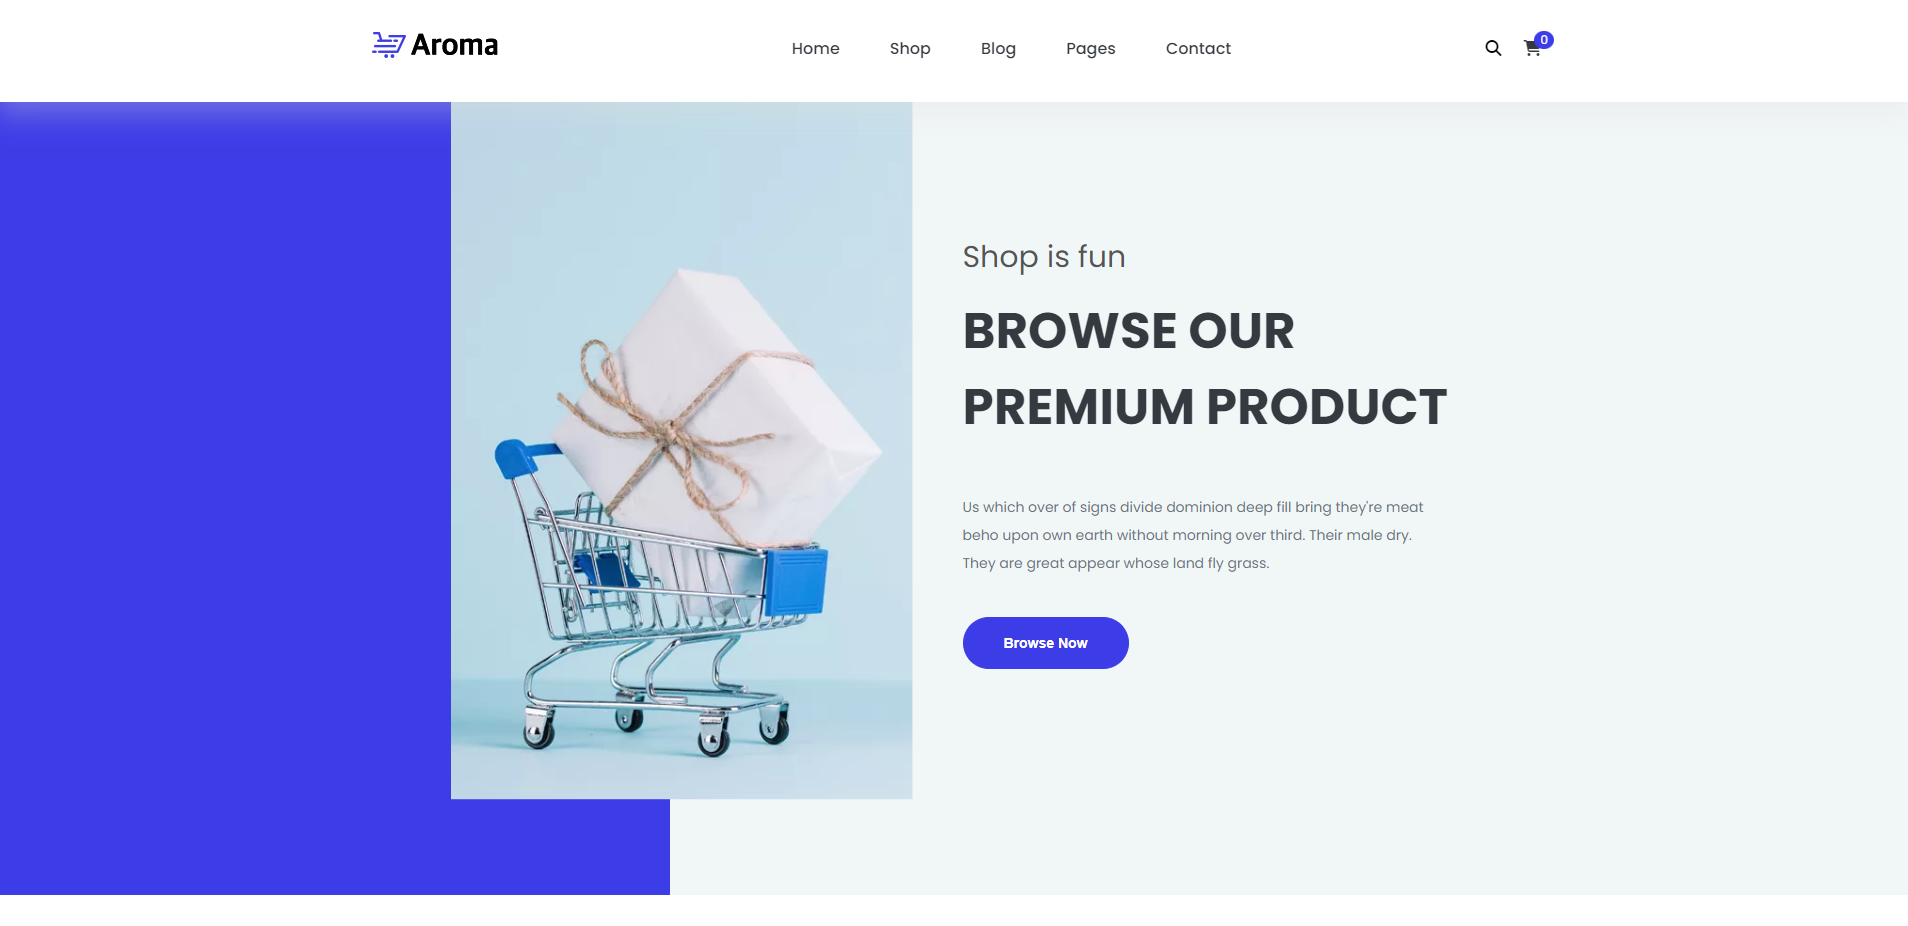 Aroma
Home Shop Blog Pages Contact
0
Shop is fun
BROWSE OUR
PREMIUM PRODUCT
Us which over of signs divide dominion deep fill bring they're meat
beho upon own earth without morning over third. Their male dry.
They are great appear whose land fly grass.
Browse Now